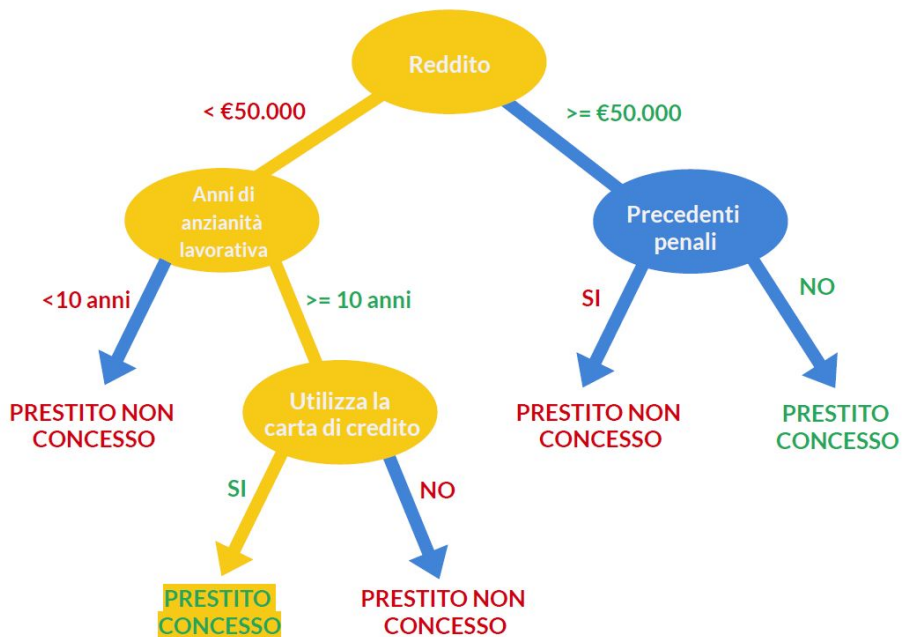 Reddito
< €50.000
>= €50.000
Anni di
anzianità
lavorativa
Precedenti
penali
<10 anni
>= 10 anni
SI
NO
PRESTITO NON
CONCESSO
Utilizza la
carta di credito
PRESTITO NON
CONCESSO
PRESTITO
CONCESSO
SI
NO
PRESTITO
CONCESSO
PRESTITO NON
CONCESSO